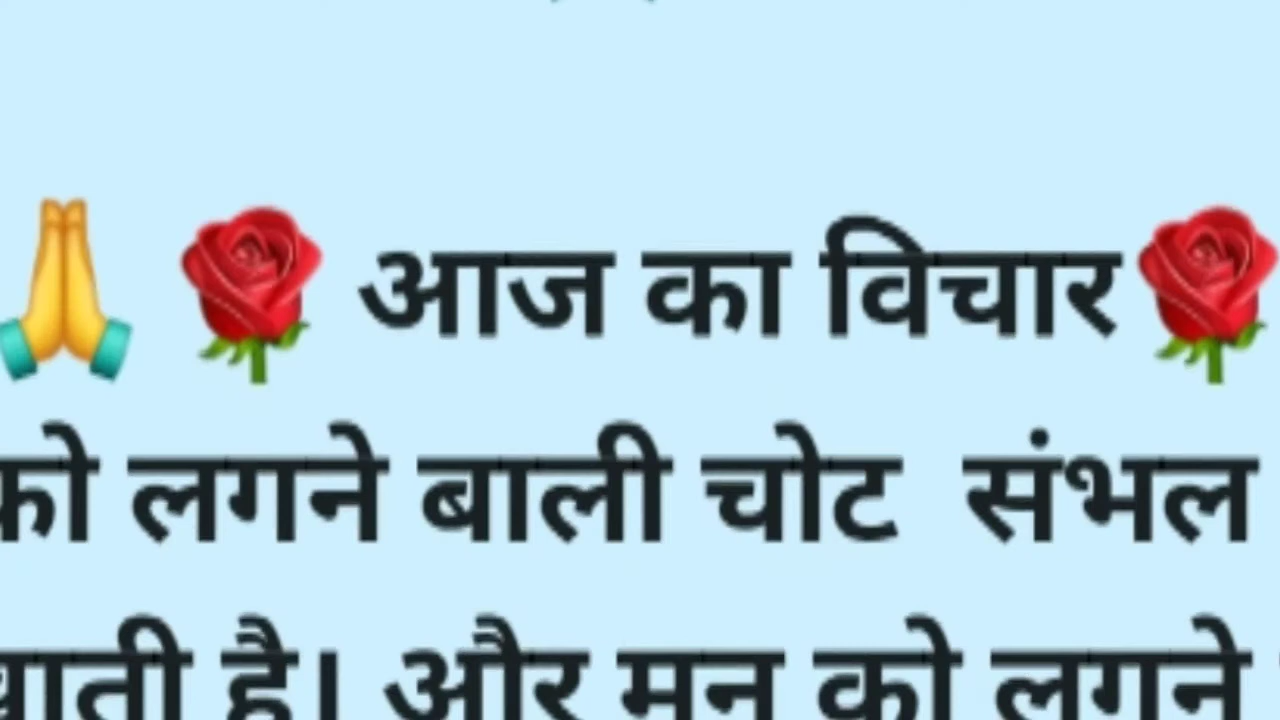 🙏 🌹 आज का विचार🌹
को लगने बाली चोट संभल
है। और मन को लगने